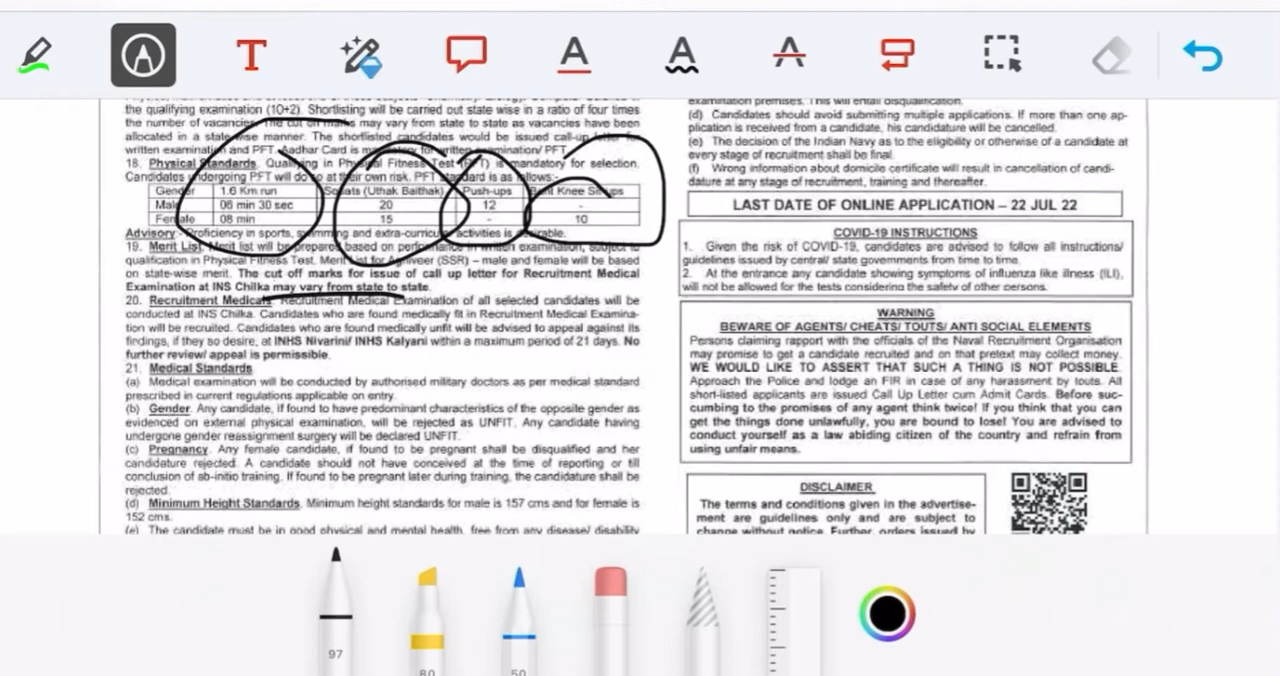 the qualifying examination (10+2). Shortlisting will be carried out state wise in a ratio of four times
the number of vacancies. The cut off marks may vary from state to state as vacancies have been
allocated in a state wise manner. The shortlisted candidates would be issued call-up letter for
written examination and PFT. Aadhar Card is mandatory for written examination/ PFT.
18. Physical Standards. Qualifying in Physical Fitness Test (PFT) is mandatory for selection.
Candidates undergoing PFT will do so at their own risk. PFT standard is as follows:-
Gender 1.6 Km run Squats (Uthak Baithak) Push-ups Bent Knee Sit-ups
Male 06 min 30 sec 20 12 -
Female 08 min 15 - 10
Advisory:- Proficiency in sports, swimming and extra-curricular activities is desirable.
19. Merit List. Merit list will be prepared based on performance in written examination, subject to
qualification in Physical Fitness Test. Merit List for Agniveer (SSR) – male and female will be based
on state-wise merit. The cut off marks for issue of call up letter for Recruitment Medical
Examination at INS Chilka may vary from state to state.
20. Recruitment Medicals. Recruitment Medical Examination of all selected candidates will be
conducted at INS Chilka. Candidates who are found medically fit in Recruitment Medical Examina-
tion will be recruited. Candidates who are found medically unfit will be advised to appeal against its
findings, if they so desire, at INHS Nivarini/ INHS Kalyani within a maximum period of 21 days. No
further review/ appeal is permissible.
21. Medical Standards.
(a) Medical examination will be conducted by authorised military doctors as per medical standard
prescribed in current regulations applicable on entry.
(b) Gender. Any candidate, if found to have predominant characteristics of the opposite gender as
evidenced on external physical examination, will be rejected as UNFIT. Any candidate having
undergone gender reassignment surgery will be declared UNFIT.
(c) Pregnancy. Any female candidate, if found to be pregnant shall be disqualified and her
candidature rejected. A candidate should not have conceived at the time of reporting or till
conclusion of ab-initio training. If found to be pregnant later during training, the candidature shall be
rejected.
(d) Minimum Height Standards. Minimum height standards for male is 157 cms and for female is
152 cms.
(e) The candidate must be in good physical and mental health, free from any disease/ disability
examination premises. This will entail disqualification.
(d) Candidates should avoid submitting multiple applications. If more than one ap-
plication is received from a candidate, his candidature will be cancelled.
(e) The decision of the Indian Navy as to the eligibility or otherwise of a candidate at
every stage of recruitment shall be final.
(f) Wrong information about domicile certificate will result in cancellation of candi-
dature at any stage of recruitment, training and thereafter.
LAST DATE OF ONLINE APPLICATION – 22 JUL 22
COVID-19 INSTRUCTIONS
1. Given the risk of COVID-19, candidates are advised to follow all instructions/
guidelines issued by central/ state governments from time to time.
2. At the entrance any candidate showing symptoms of influenza like illness (ILI),
will not be allowed for the tests considering the safety of other persons.
WARNING
BEWARE OF AGENTS/ CHEATS/ TOUTS/ ANTI SOCIAL ELEMENTS
Persons claiming rapport with the officials of the Naval Recruitment Organisation
may promise to get a candidate recruited and on that pretext may collect money.
WE WOULD LIKE TO ASSERT THAT SUCH A THING IS NOT POSSIBLE.
Approach the Police and lodge an FIR in case of any harassment by touts. All
short-listed applicants are issued Call Up Letter cum Admit Cards. Before suc-
cumbing to the promises of any agent think twice! If you think that you can
get the things done unlawfully, you are bound to lose! You are advised to
conduct yourself as a law abiding citizen of the country and refrain from
using unfair means.
DISCLAIMER
The terms and conditions given in the advertise-
ment are guidelines only and are subject to
change without notice. Further, orders issued by
97
80
50